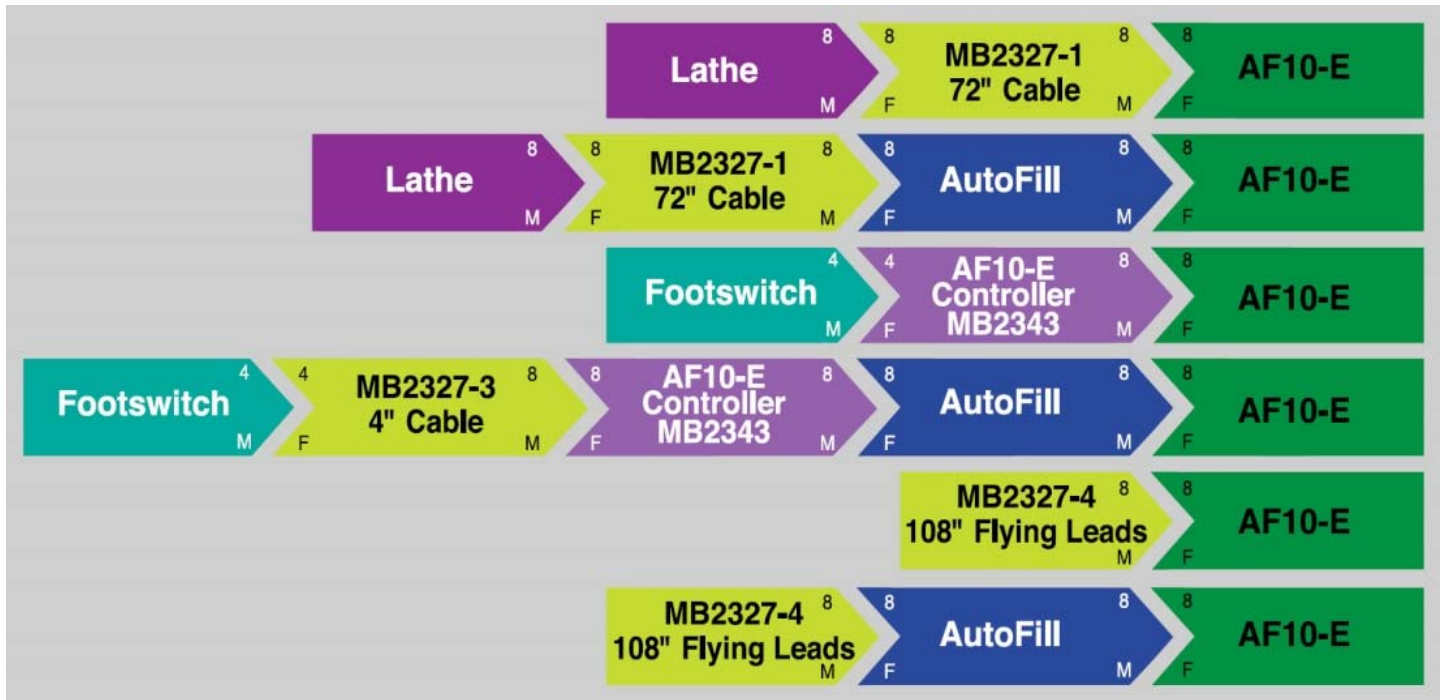 8 8 8 8
Lathe MB2327-1 AF10-E
72" Cable
M F M F
8 8 8 8 8 8
Lathe MB2327-1 AutoFill AF10-E
72" Cable
M F M F M F
4 4 8 8
Footswitch AF10-E AF10-E
Controller
MB2343
M F M F
4 4 8 8 8 8 8 8
Footswitch MB2327-3 AF10-E AutoFill AF10-E
4" Cable Controller
MB2343
M F M F M F M F
8 8
MB2327-4 AF10-E
108" Flying Leads
M F
8 8 8 8
MB2327-4 AutoFill AF10-E
108" Flying Leads
M F M F